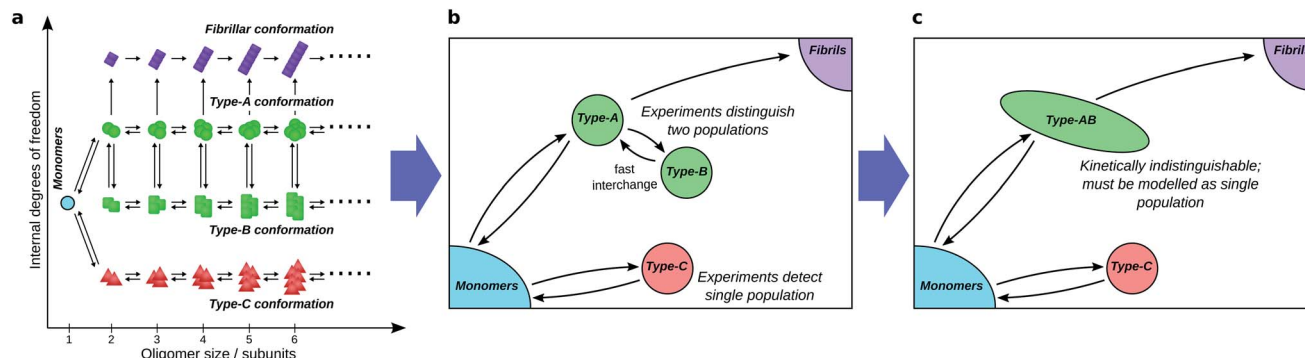 a
Internal degrees of freedom
Monomers
Fibrillar conformation
Type-A conformation
Type-B conformation
Type-C conformation
1 2 3 4 5 6
Oligomer size / subunits
b
Fibrils
Type-A
Experiments distinguish
two populations
fast
interchange
Type-B
Monomers
Type-C
Experiments detect
single population
c
Fibril
Type-AB
Kinetically indistinguishable;
must be modelled as single
population
Monomers
Type-C